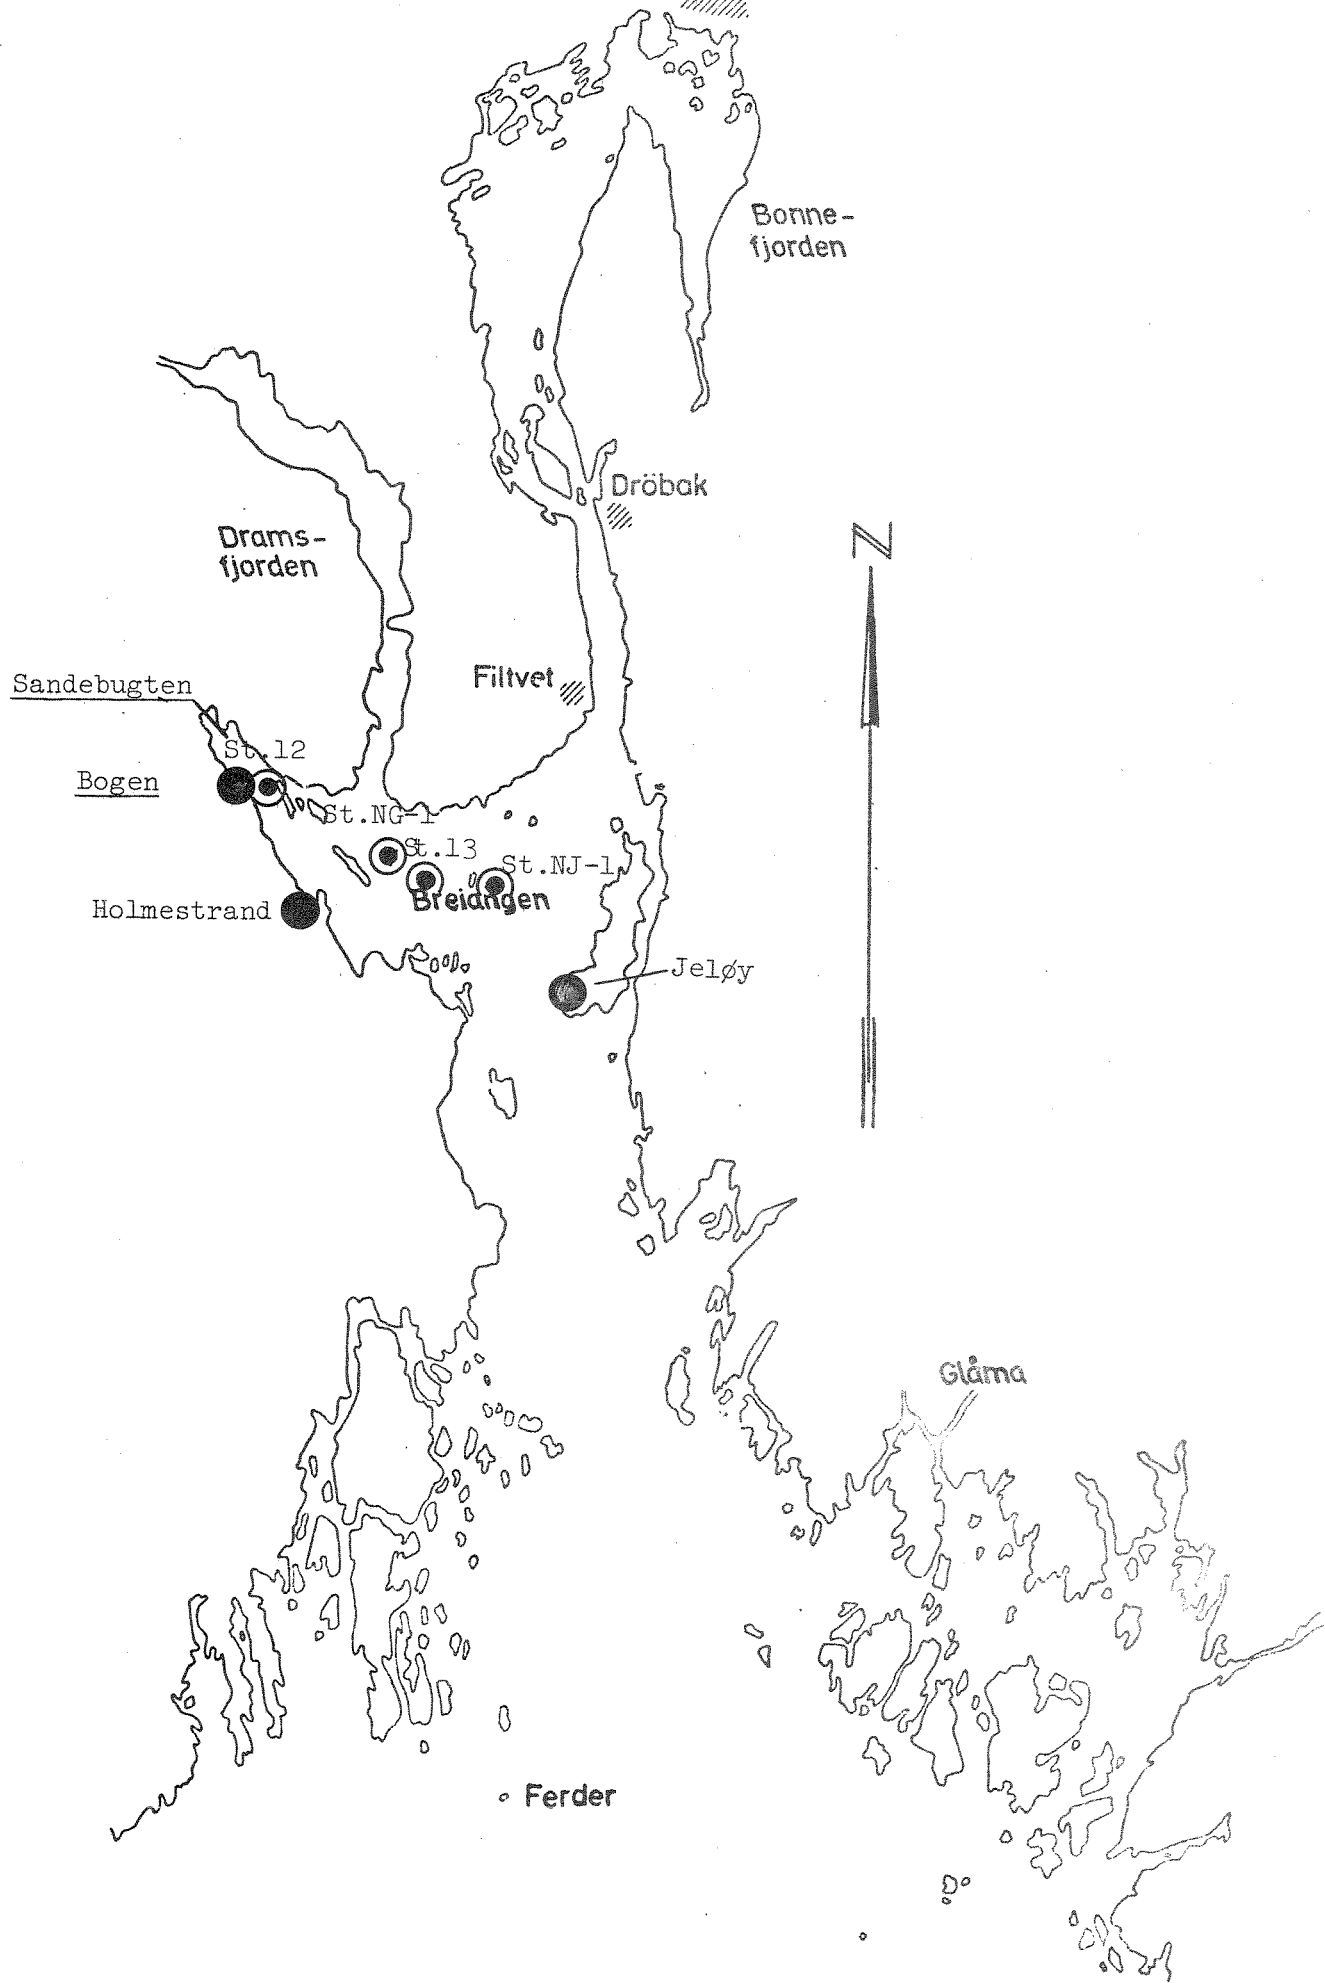 Bonne-
fjorden
Dröbak
N
Drams-
fjorden
Filtvet
Sandebugten
St.12
Bogen
St.NG-1
St.13
St.NJ-1
Breiangen
Holmestrand
Jeløy
Glåma
Ferder